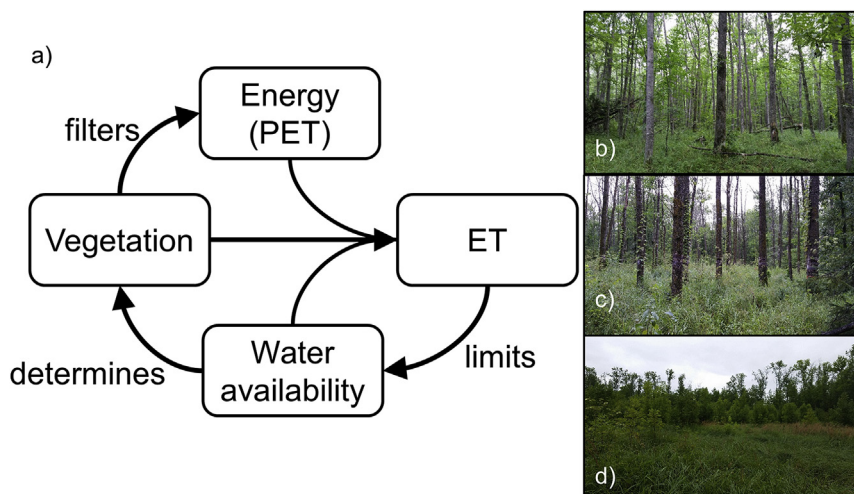 a)
Energy
(PET)
filters
Vegetation
ET
Water
availability
determines
limits
b)
c)
d)